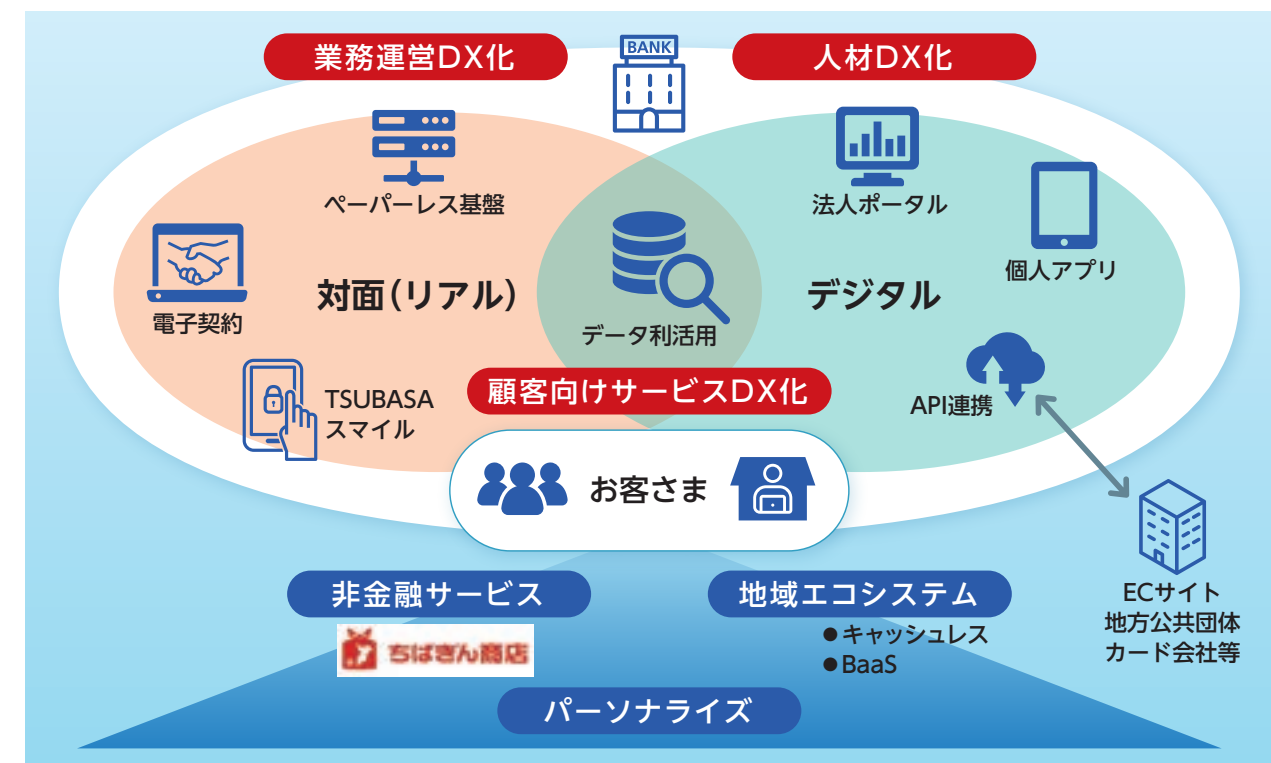 業務運営DX化
BANK
人材DX化
ペーパーレス基盤
法人ポータル
個人アプリ
対面(リアル)
デジタル
電子契約
データ利活用
顧客向けサービスDX化
TSUBASA
スマイル
API連携
お客さま
非金融サービス
地域エコシステム
ECサイト
地方公共団体
カード会社等
ちばぎん商店
●キャッシュレス
●BaaS
パーソナライズ